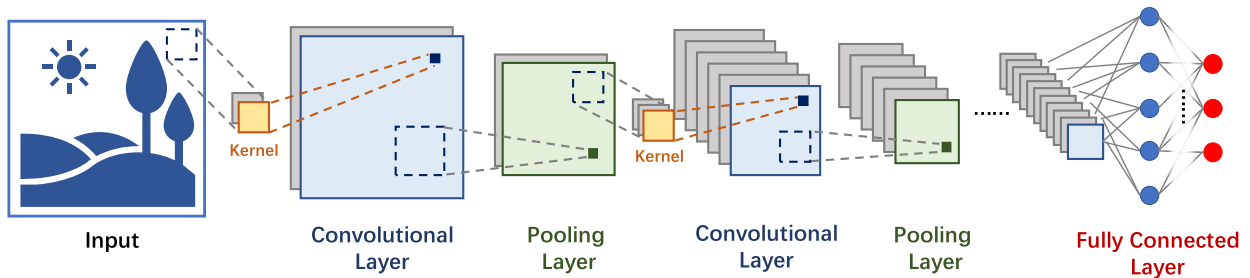 Input
Kernel
Convolutional
Layer
Pooling
Layer
Kernel
Convolutional
Layer
Pooling
Layer
......
Fully Connected
Layer